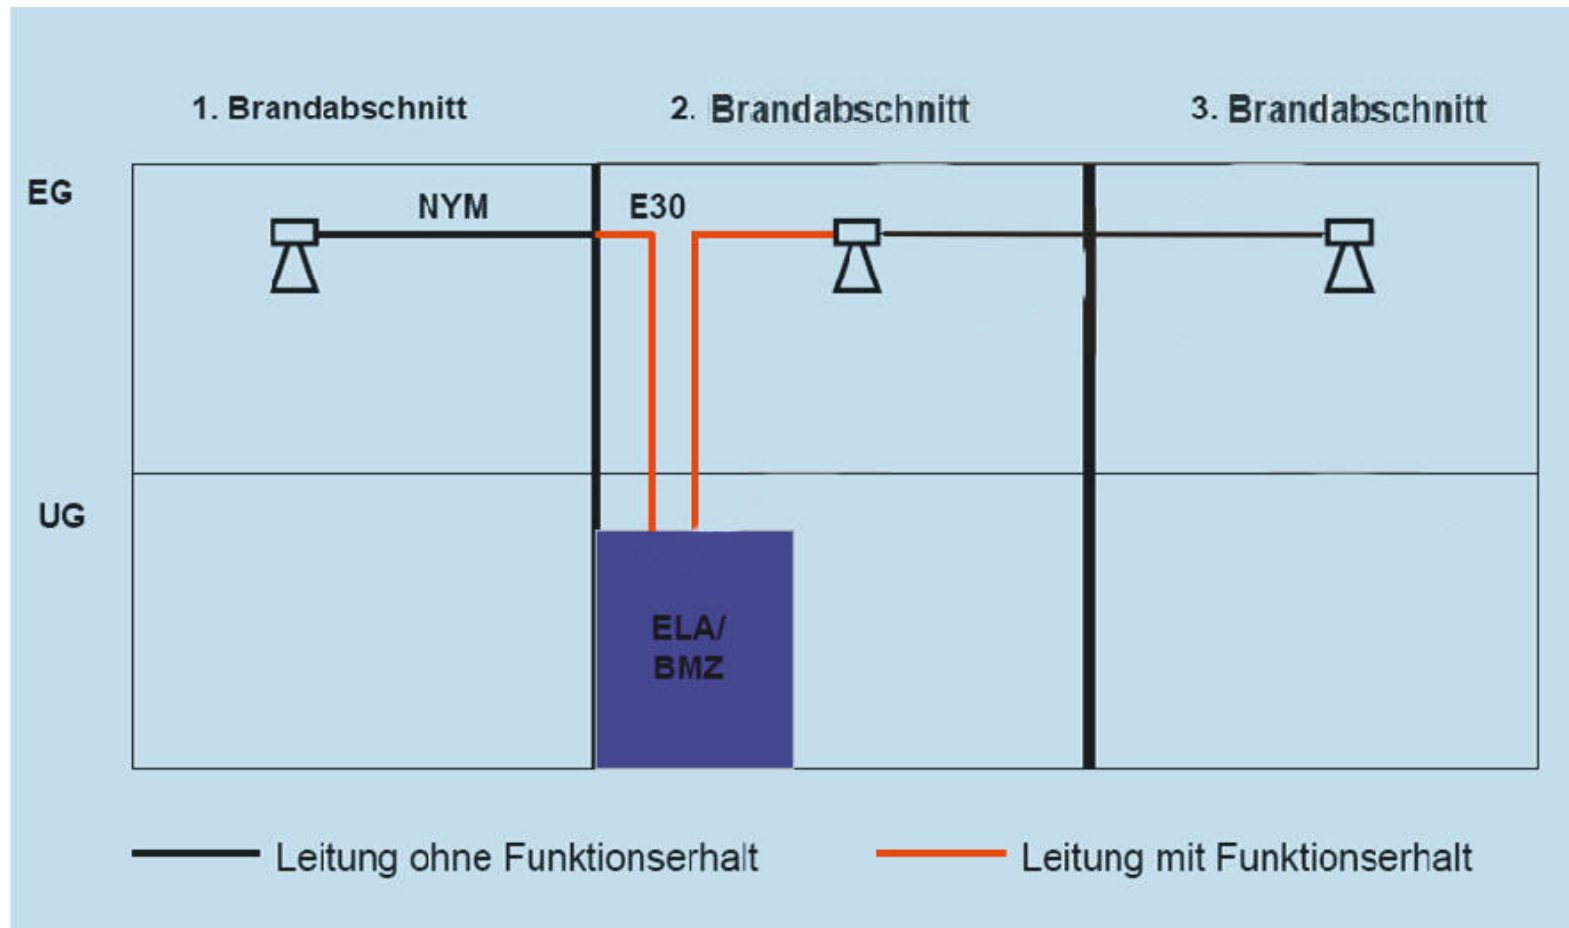 1. Brandabschnitt
2. Brandabschnitt
3. Brandabschnitt
EG
NYM
E30
UG
ELA/
BMZ
Leitung ohne Funktionserhalt
Leitung mit Funktionserhalt